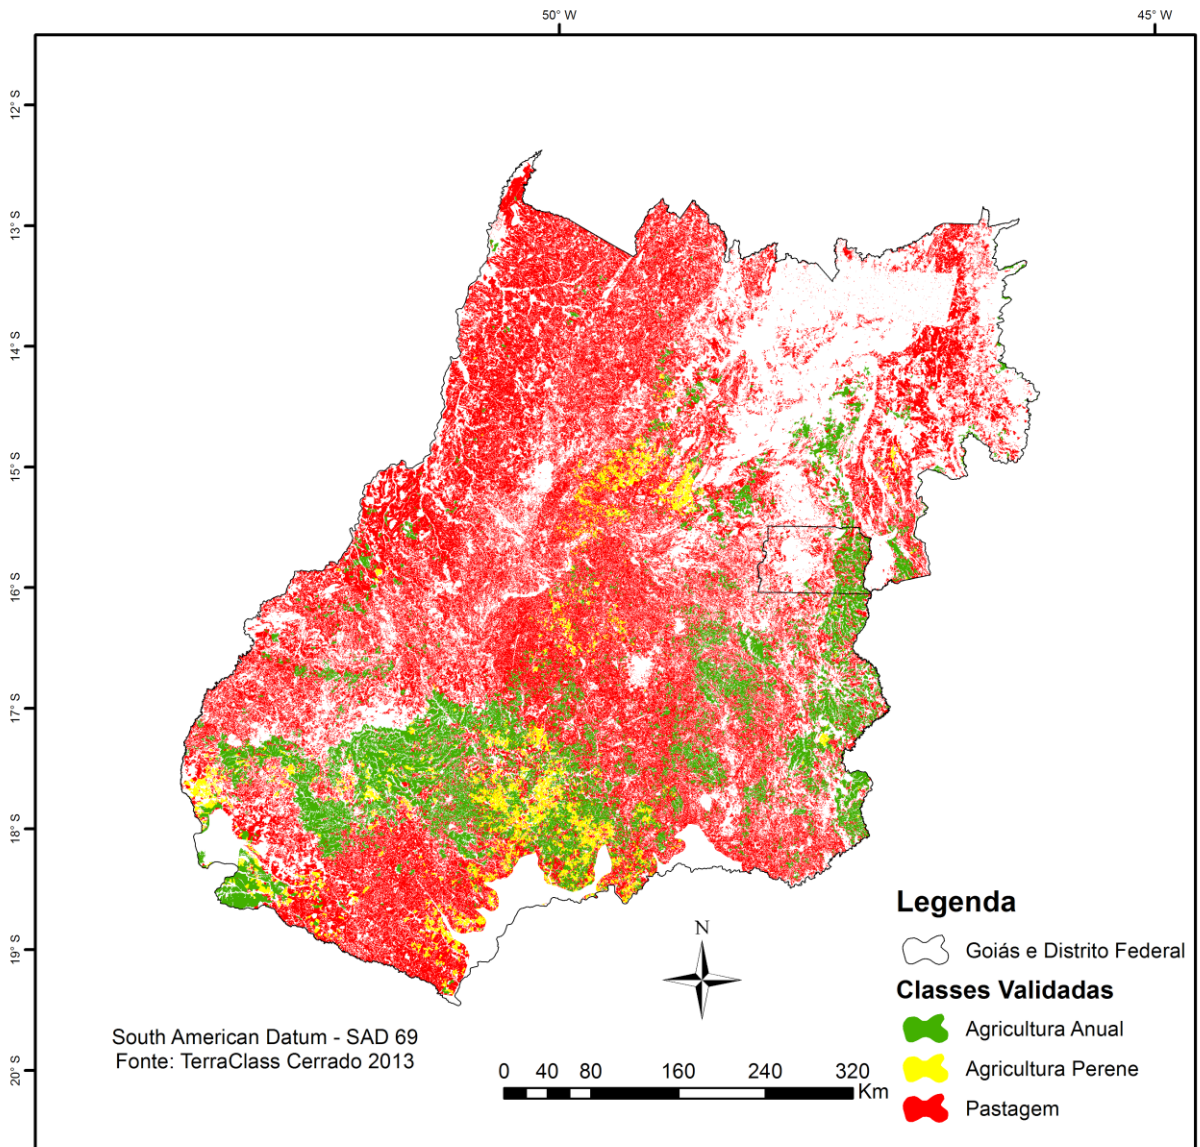 50° W
45° W
12° S
13° S
14° S
15° S
16° S
17° S
18° S
19° S
20° S
Legenda
N
Goiás e Distrito Federal
Classes Validadas
South American Datum - SAD 69
Agricultura Anual
Fonte: TerraClass Cerrado 2013
0 40 80 160 240 320
Km
Agricultura Perene
Pastagem